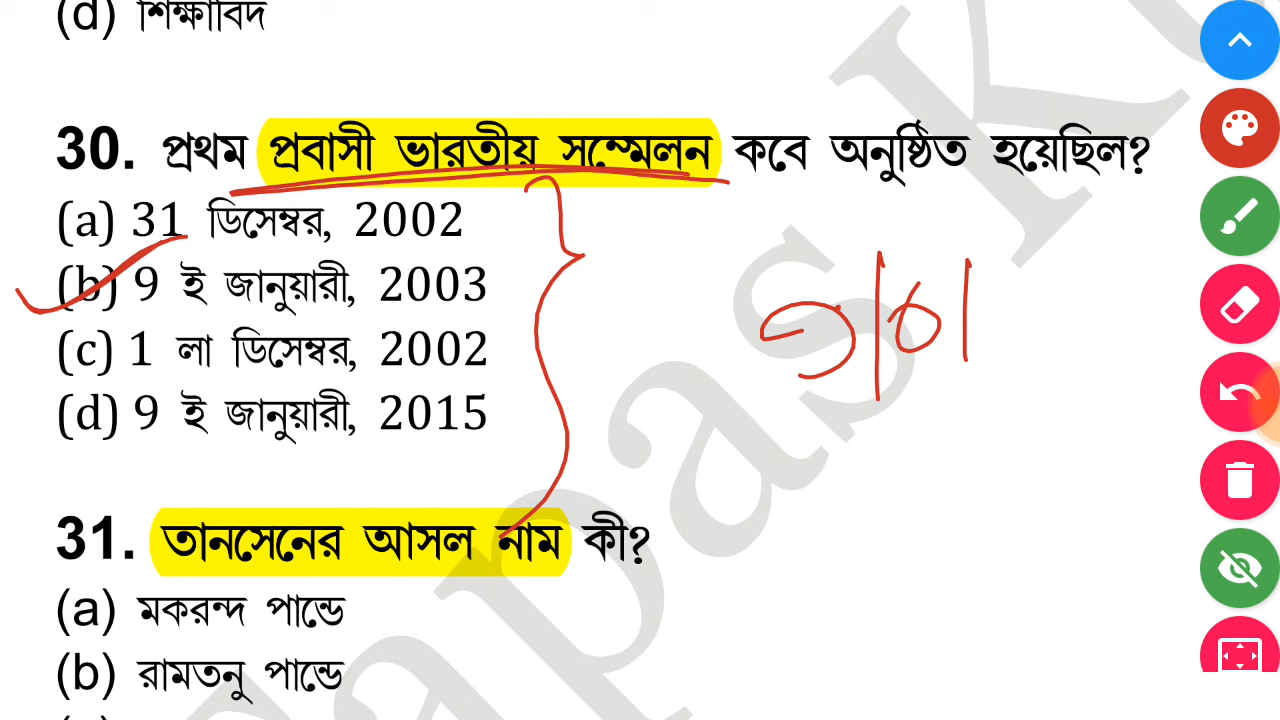 (d) শিক্ষাবিদ
30. প্রথম প্রবাসী ভারতীয় সম্মেলন কবে অনুষ্ঠিত হয়েছিল?
(a) 31 ডিসেম্বর, 2002
(b) 9 ই জানুয়ারী, 2003
(c) 1 লা ডিসেম্বর, 2002
(d) 9 ই জানুয়ারী, 2015
31. তানসেনের আসল নাম কী?
(a) মকরন্দ পান্ডে
(b) রামতনু পান্ডে